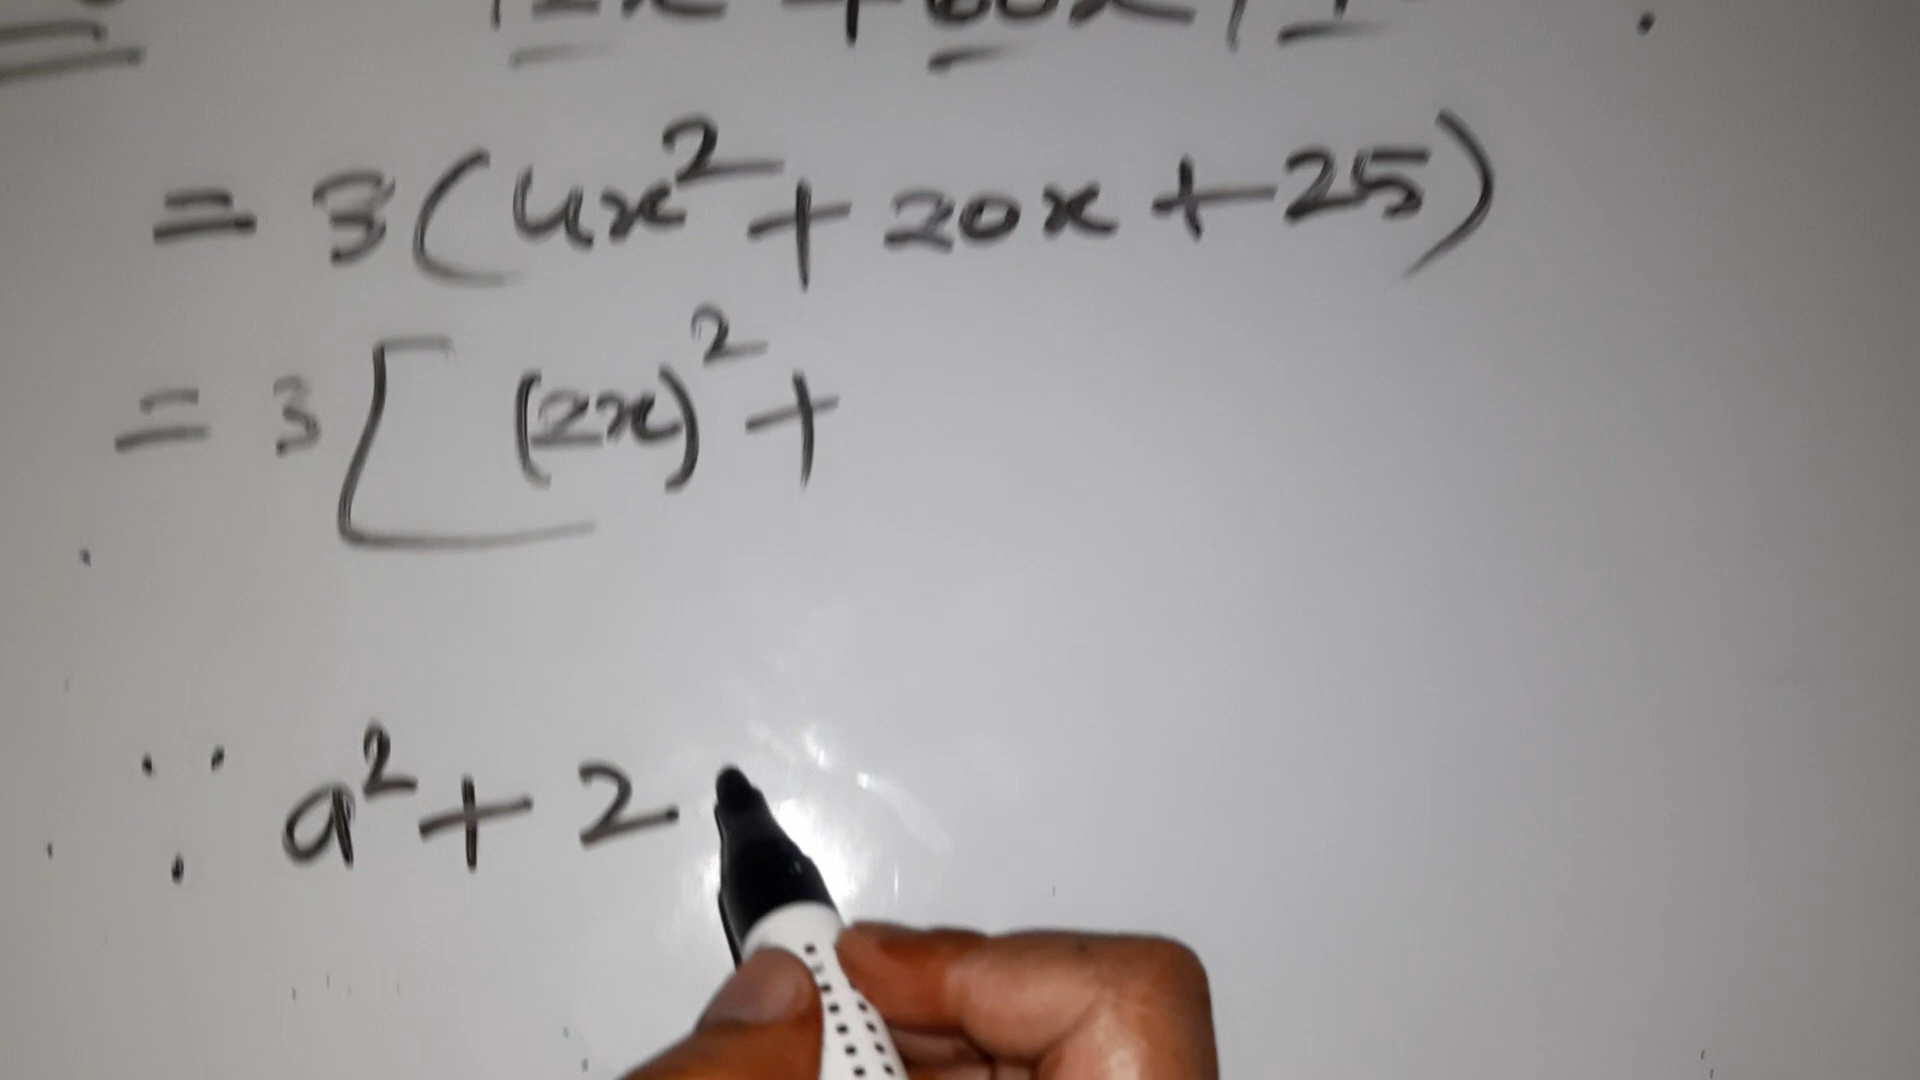 = 3(4x² + 20x + 25)
= 3[ (2x)² +
∵ a² + 2